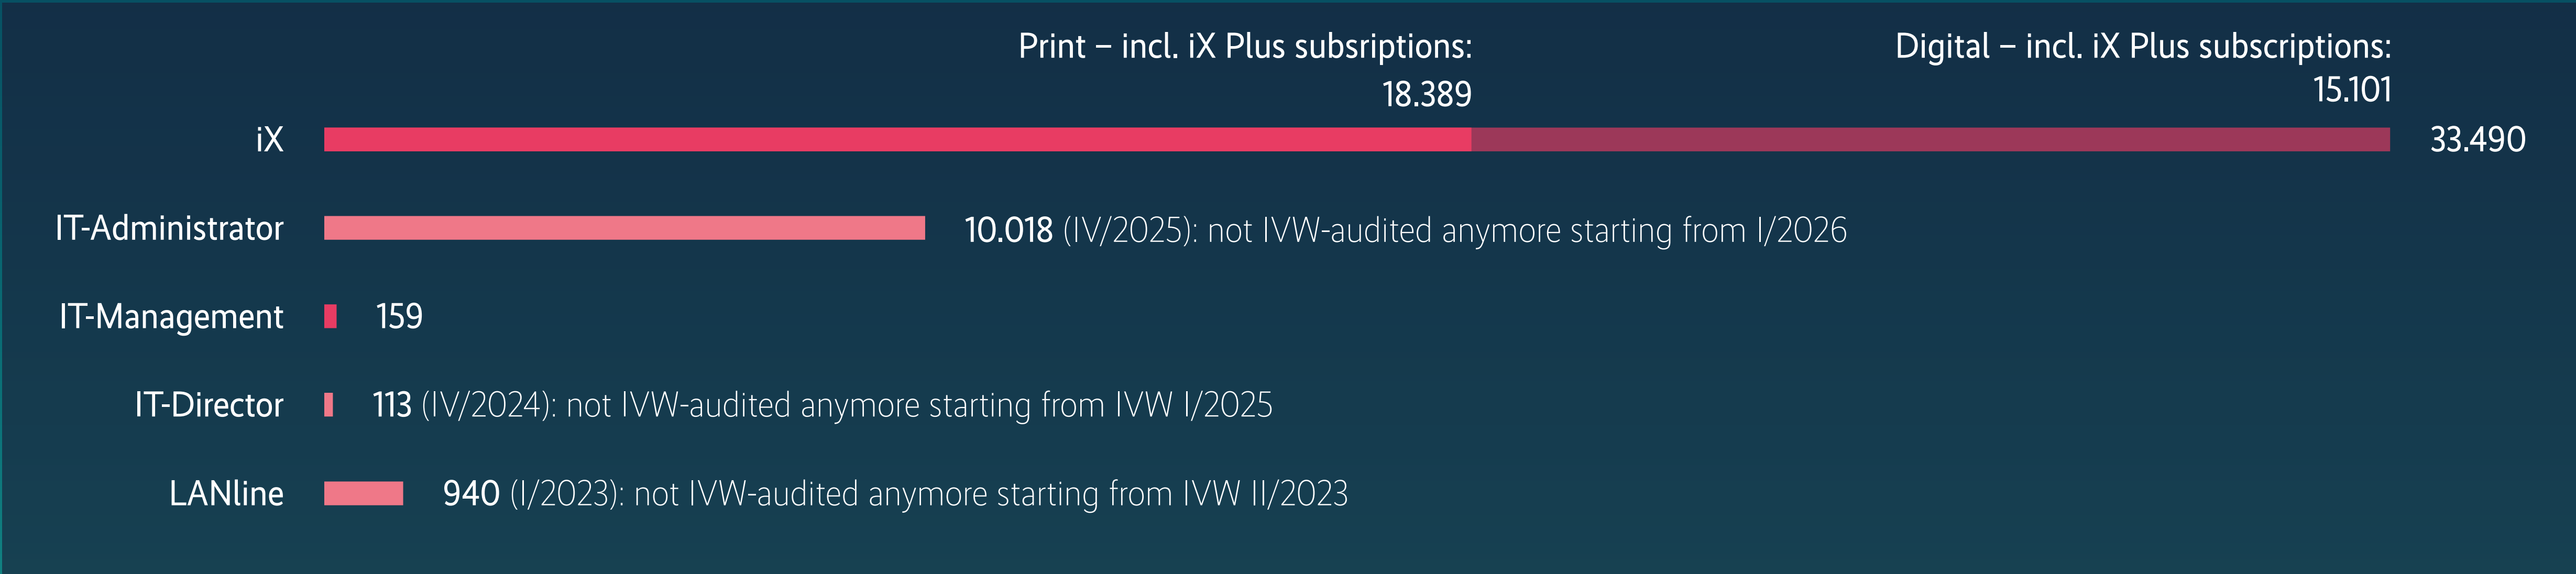 Print – incl. iX Plus subsriptions:
18.389
Digital – incl. iX Plus subscriptions:
15.101
iX
33.490
IT-Administrator
10.018 (IV/2025): not IVW-audited anymore starting from I/2026
IT-Management
159
IT-Director
113 (IV/2024): not IVW-audited anymore starting from IVW I/2025
LANline
940 (I/2023): not IVW-audited anymore starting from IVW II/2023